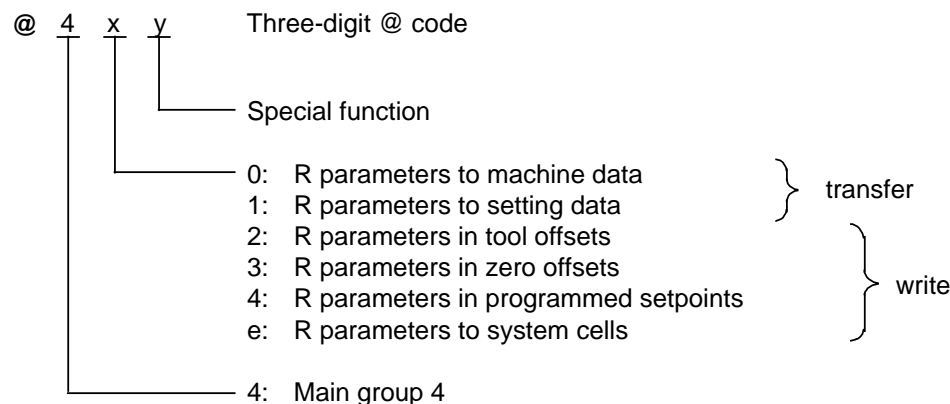 @ 4 x y Three-digit @ code
Special function
0: R parameters to machine data
1: R parameters to setting data
transfer
2: R parameters in tool offsets
3: R parameters in zero offsets
4: R parameters in programmed setpoints
e: R parameters to system cells
write
4: Main group 4